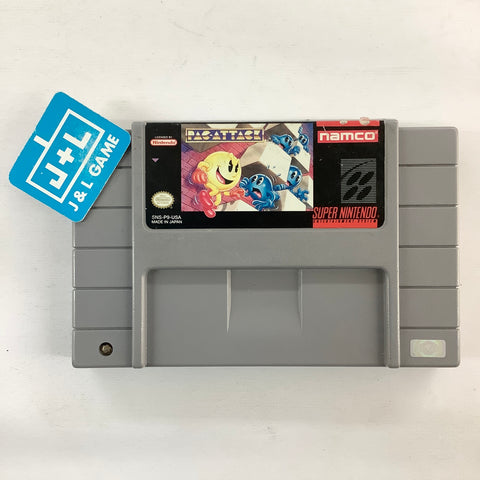 J+L
J & L GAME
LICENSED BY
Nintendo
PAC-ATTACK
namco
SNS-P9-USA
MADE IN JAPAN
SUPER NINTENDO
ENTERTAINMENT SYSTEM